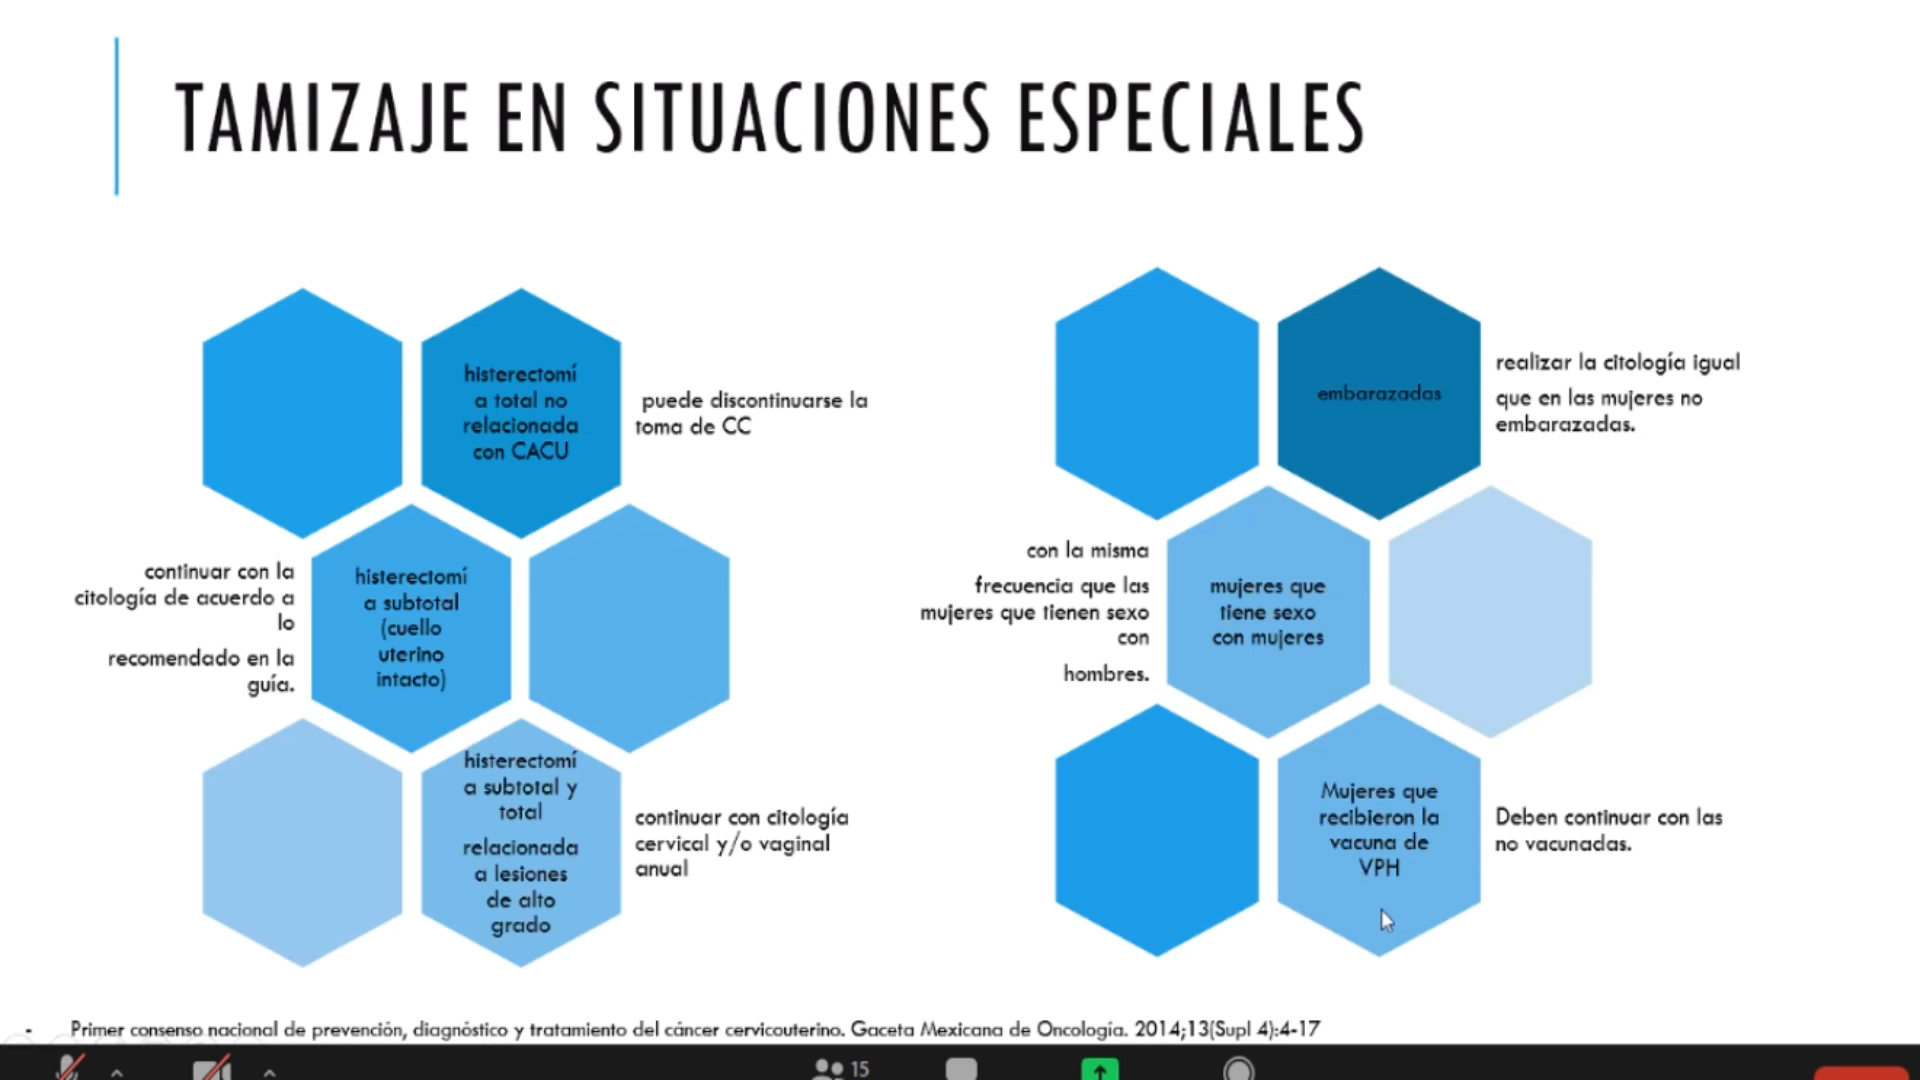 TAMIZAJE EN SITUACIONES ESPECIALES
histerectomí
a total no
relacionada
con CACU
puede discontinuarse la
toma de CC
continuar con la
citología de acuerdo a
lo
recomendado en la
guía.
histerectomí
a subtotal
(cuello
uterino
intacto)
histerectomí
a subtotal y
total
relacionada
a lesiones
de alto
grado
continuar con citología
cervical y/o vaginal
anual
embarazadas
realizar la citología igual
que en las mujeres no
embarazadas.
con la misma
frecuencia que las
mujeres que tienen sexo
con
hombres.
mujeres que
tiene sexo
con mujeres
Mujeres que
recibieron la
vacuna de
VPH
Deben continuar con las
no vacunadas.
- Primer consenso nacional de prevención, diagnóstico y tratamiento del cáncer cervicouterino. Gaceta Mexicana de Oncología. 2014;13(Supl 4):4-17
15